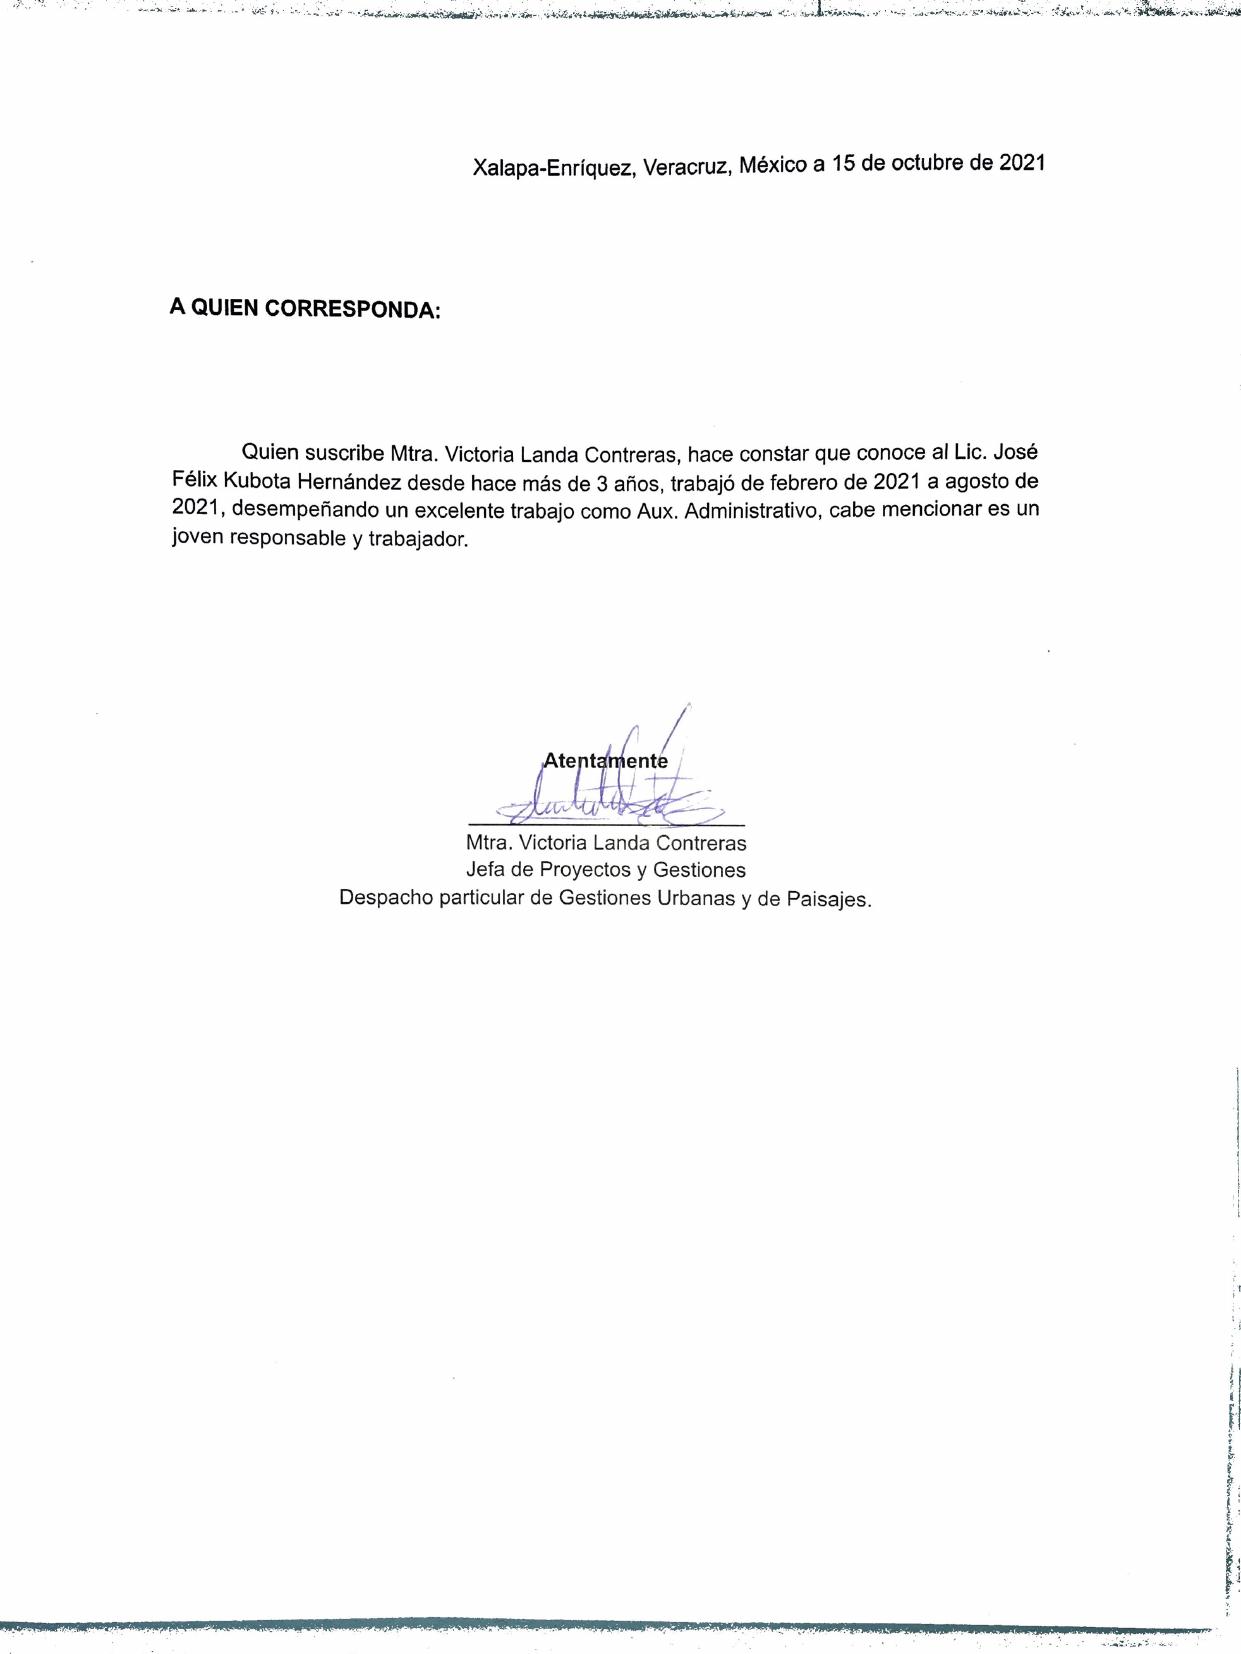 Xalapa-Enríquez, Veracruz, México a 15 de octubre de 2021
A QUIEN CORRESPONDA:
Quien suscribe Mtra. Victoria Landa Contreras, hace constar que conoce al Lic. José
Félix Kubota Hernández desde hace más de 3 años, trabajó de febrero de 2021 a agosto de
2021, desempeñando un excelente trabajo como Aux. Administrativo, cabe mencionar es un
joven responsable y trabajador.
Atentamente
Mtra. Victoria Landa Contreras
Jefa de Proyectos y Gestiones
Despacho particular de Gestiones Urbanas y de Paisajes.